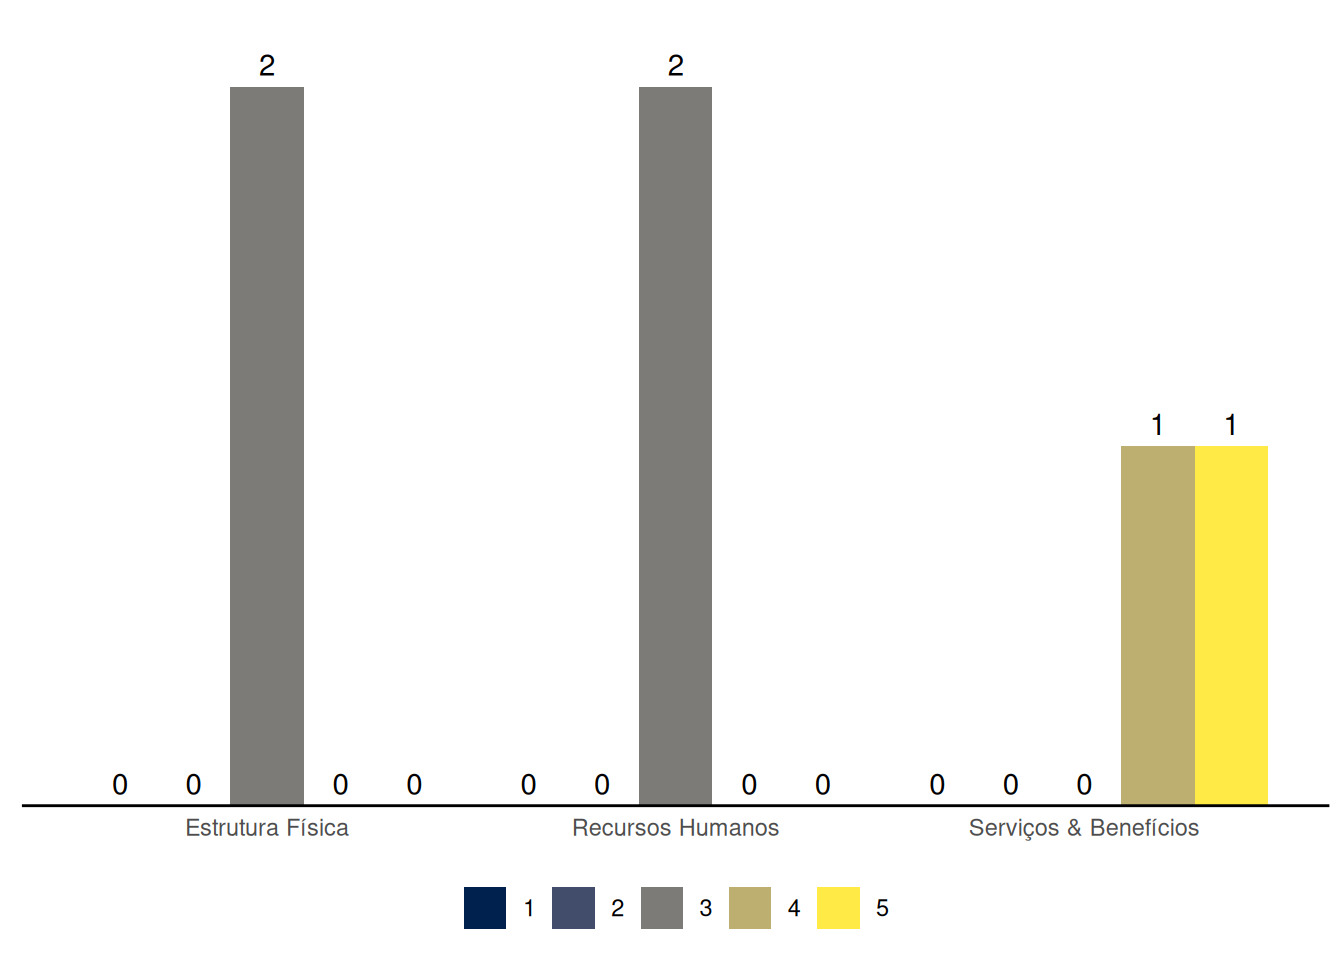 2 2
1 1
0 0 0 0 0 0 0 0 0 0 0
Estrutura Física Recursos Humanos Serviços & Benefícios
1 2 3 4 5